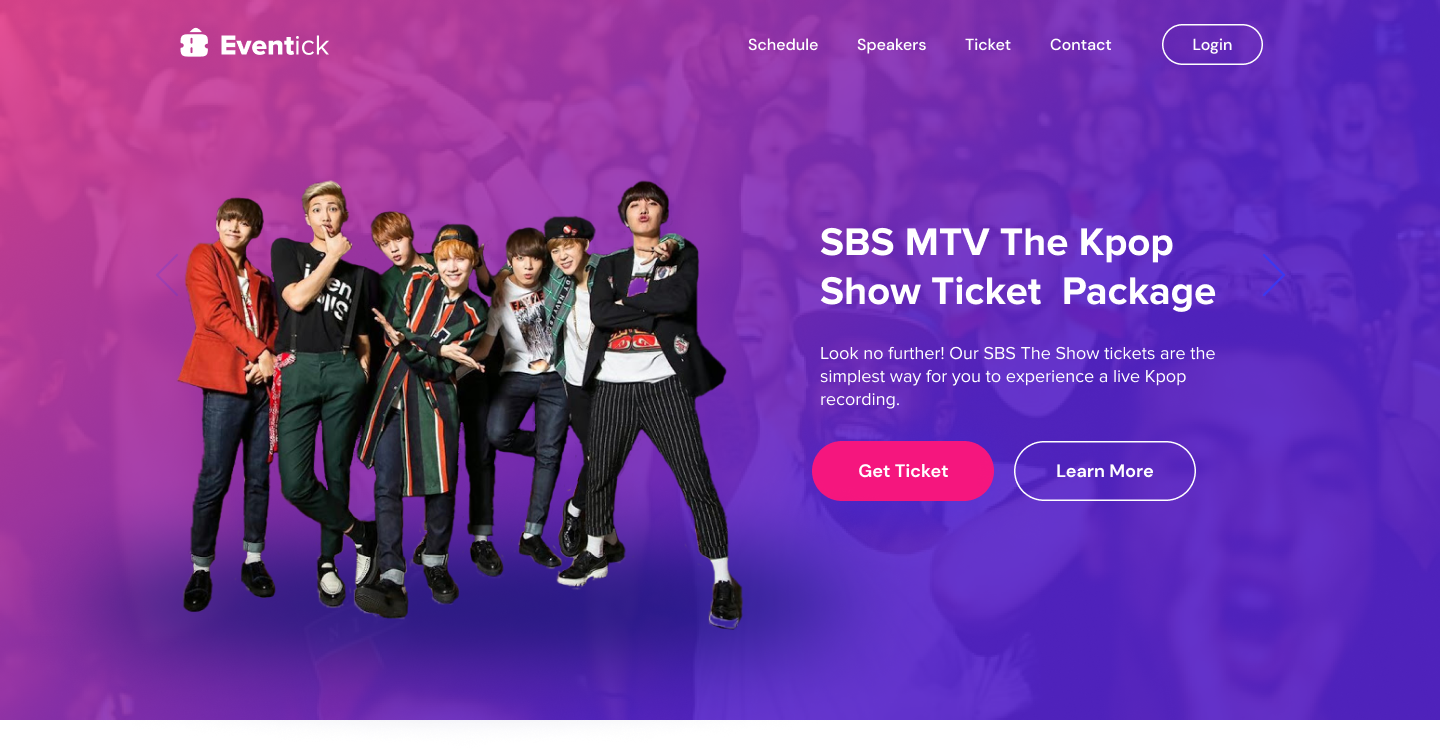 Eventick
Schedule Speakers Ticket Contact Login
SBS MTV The Kpop
Show Ticket Package
Look no further! Our SBS The Show tickets are the
simplest way for you to experience a live Kpop
recording.
Get Ticket Learn More